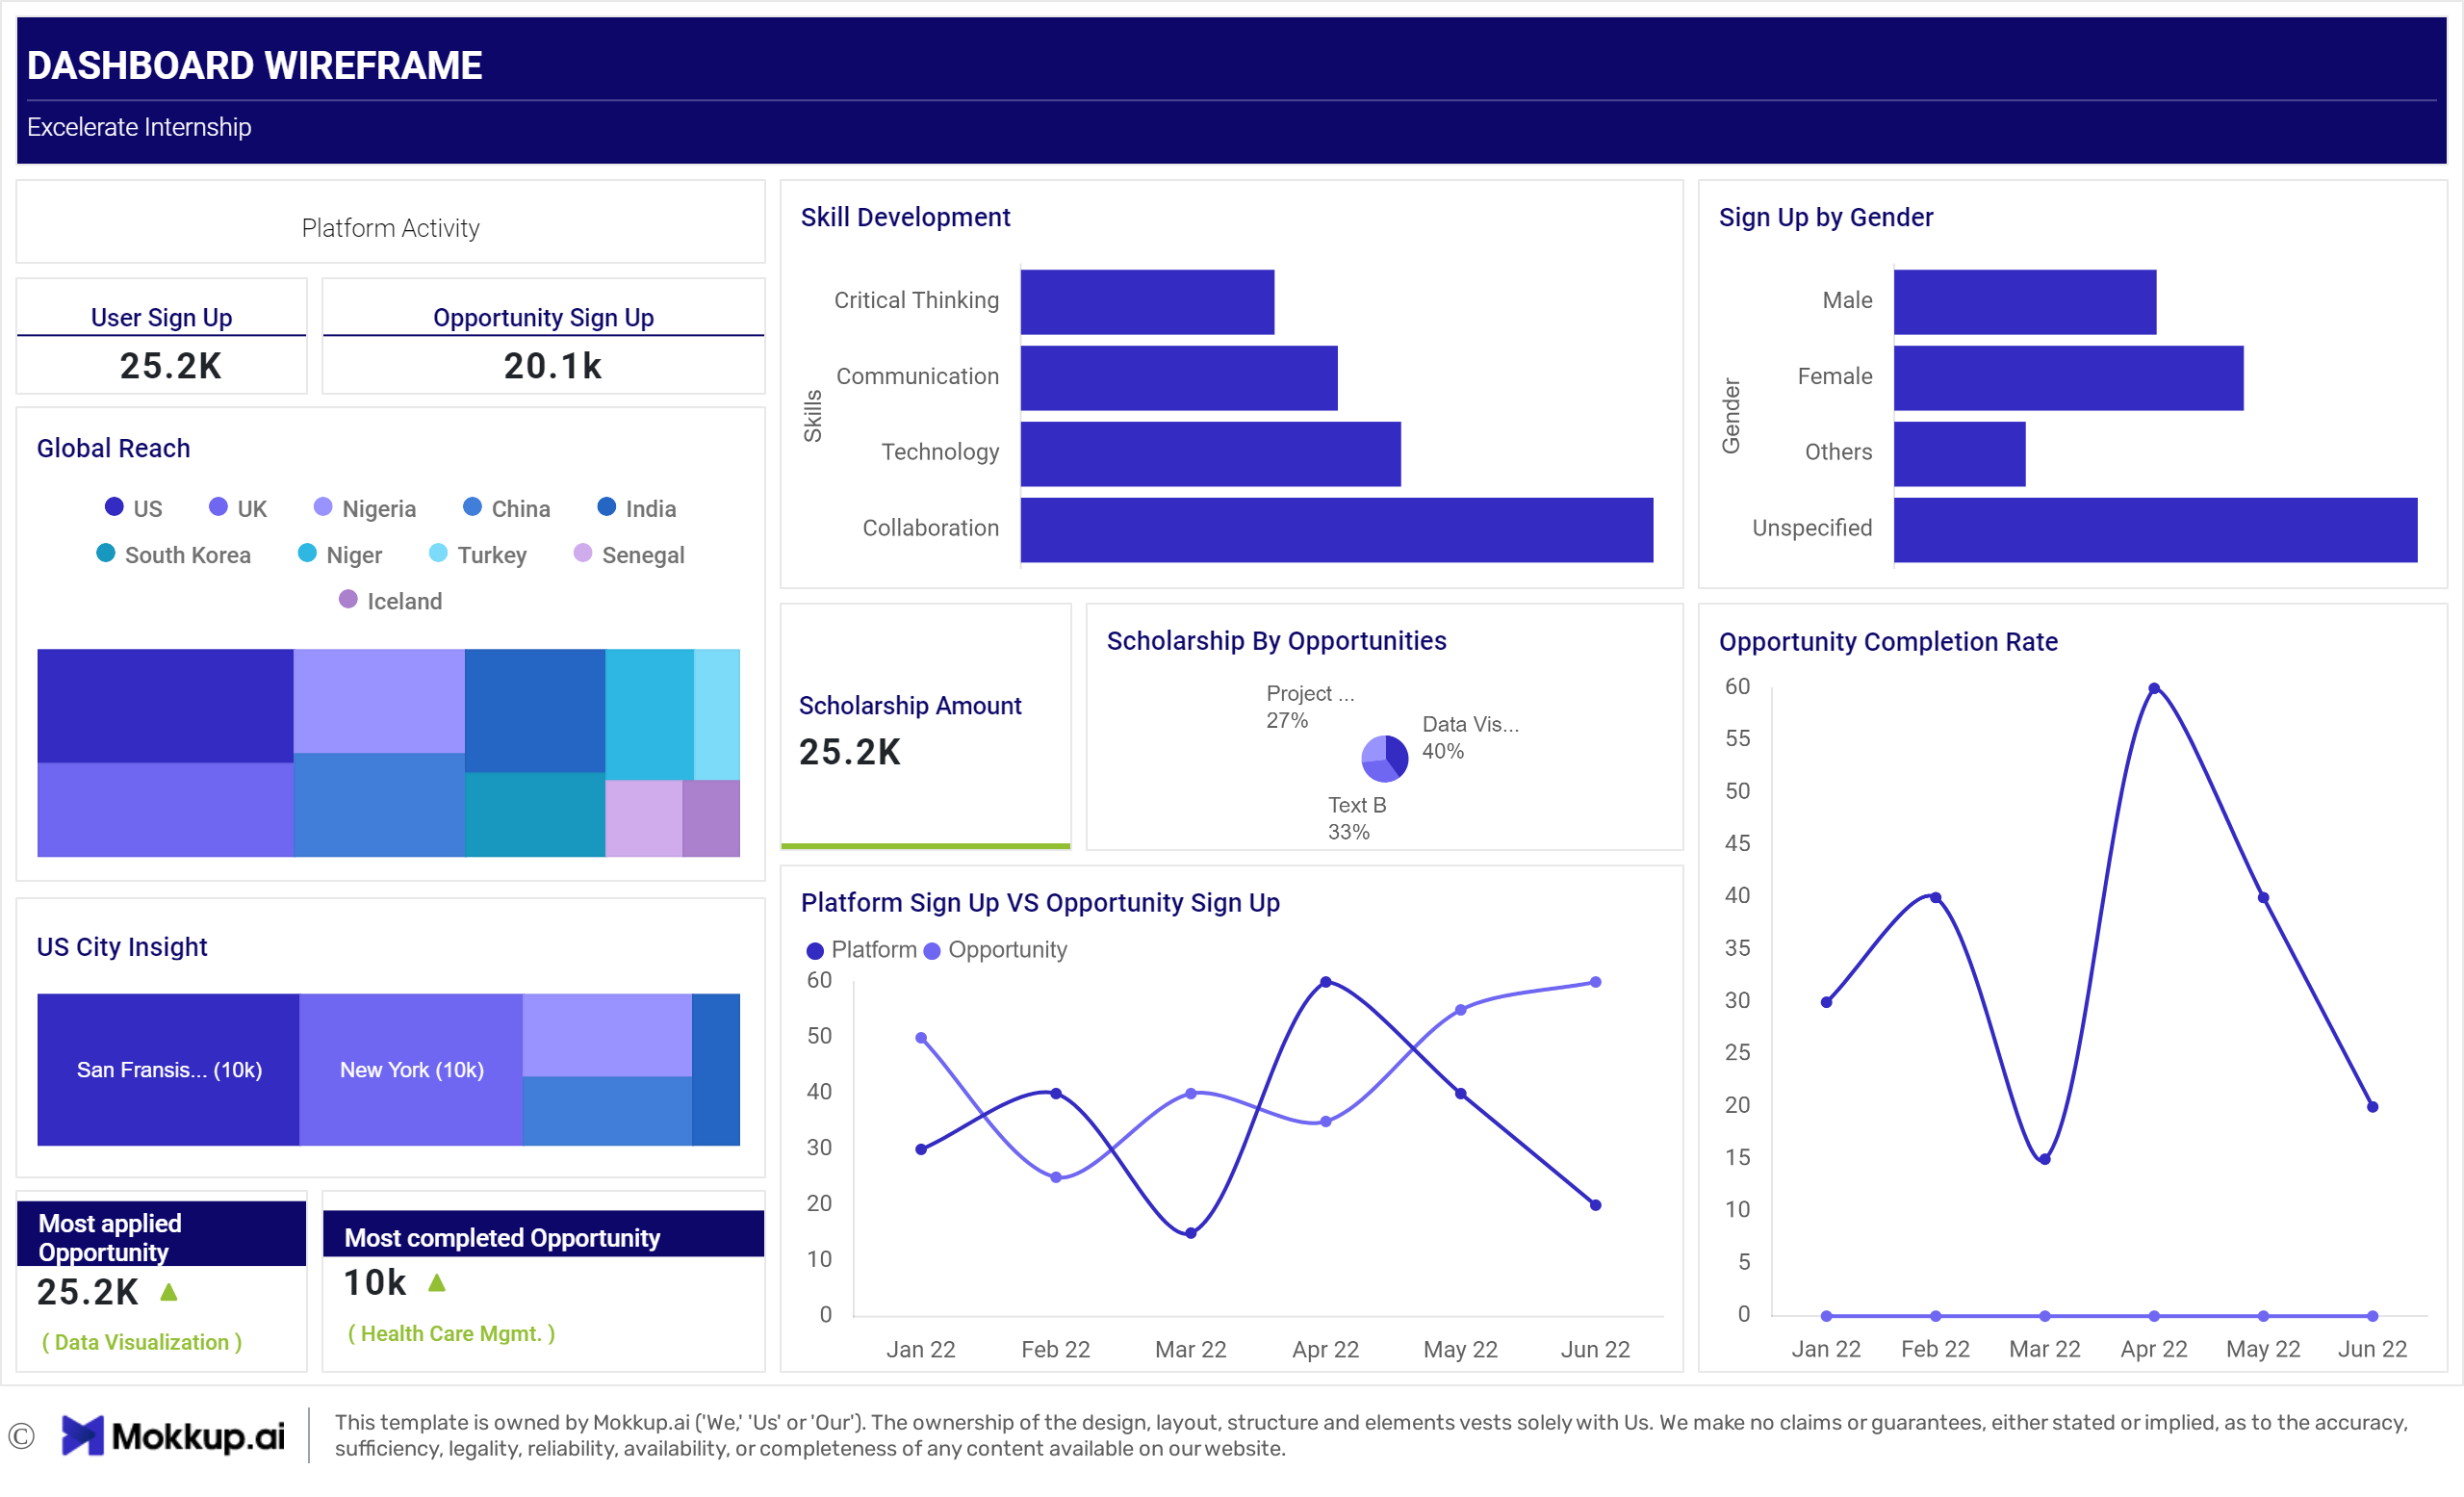 DASHBOARD WIREFRAME
Excelerate Internship
Platform Activity
User Sign Up
25.2K
Opportunity Sign Up
20.1k
Global Reach
US
UK
Nigeria
China
India
South Korea
Niger
Turkey
Senegal
Iceland
US City Insight
San Fransis... (10k)
New York (10k)
Most applied
Opportunity
25.2K
( Data Visualization )
Most completed Opportunity
10k
( Health Care Mgmt. )
Skill Development
Skills
Critical Thinking
Communication
Technology
Collaboration
Scholarship Amount
25.2K
Scholarship By Opportunities
Project ...
27%
Data Vis...
40%
Text B
33%
Platform Sign Up VS Opportunity Sign Up
Platform
Opportunity
60
50
40
30
20
10
0
Jan 22
Feb 22
Mar 22
Apr 22
May 22
Jun 22
Sign Up by Gender
Gender
Male
Female
Others
Unspecified
Opportunity Completion Rate
60
55
50
45
40
35
30
25
20
15
10
5
0
Jan 22
Feb 22
Mar 22
Apr 22
May 22
Jun 22
© Mokkup.ai
This template is owned by Mokkup.ai ('We,' 'Us' or 'Our'). The ownership of the design, layout, structure and elements vests solely with Us. We make no claims or guarantees, either stated or implied, as to the accuracy,
sufficiency, legality, reliability, availability, or completeness of any content available on our website.